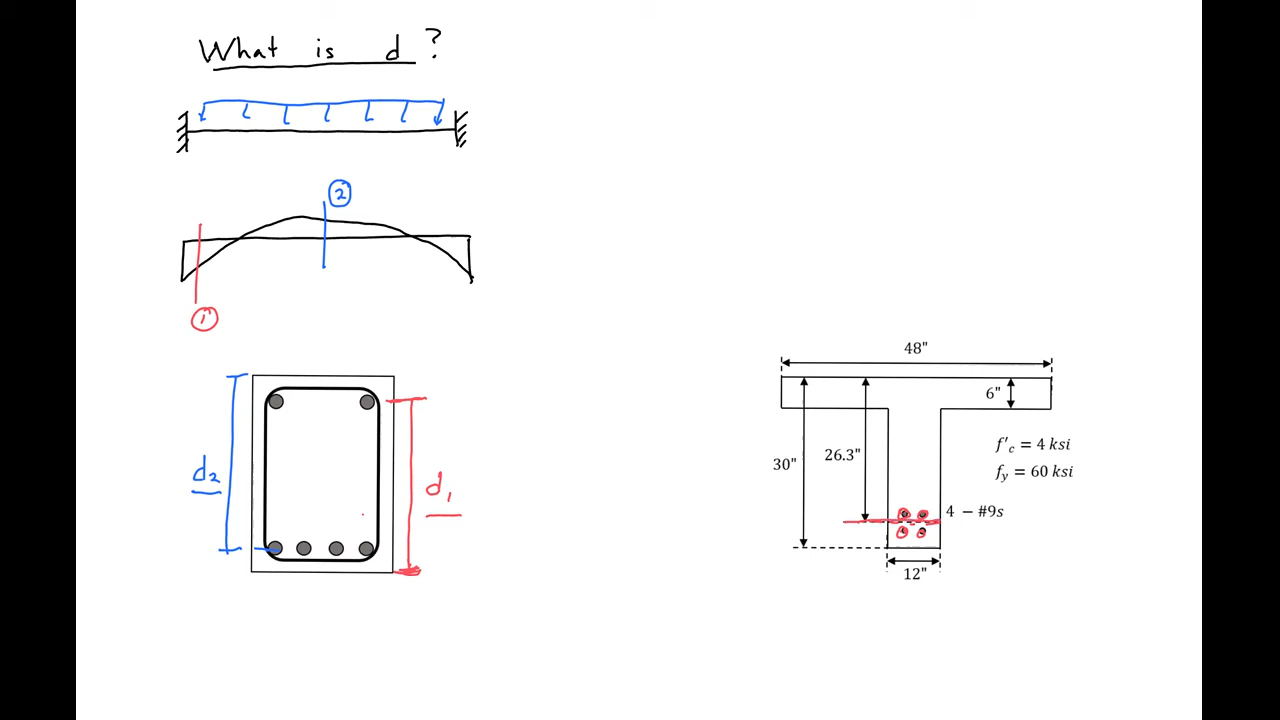 What is d ?
2
1
d₂
d₁
48"
6"
30"
26.3"
f'c = 4 ksi
fy = 60 ksi
4 − #9s
12"